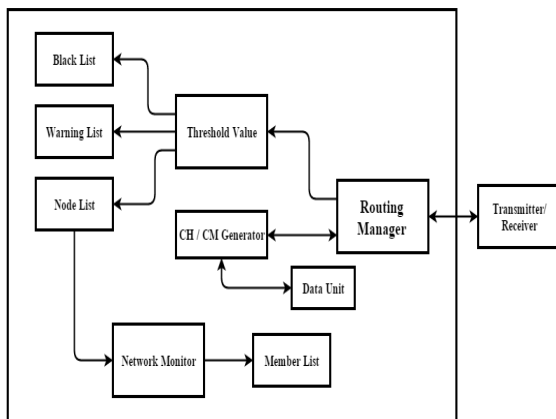 Black List
Warning List
Threshold Value
Node List
Routing
Manager
Transmitter/
Receiver
CH / CM Generator
Data Unit
Network Monitor
Member List